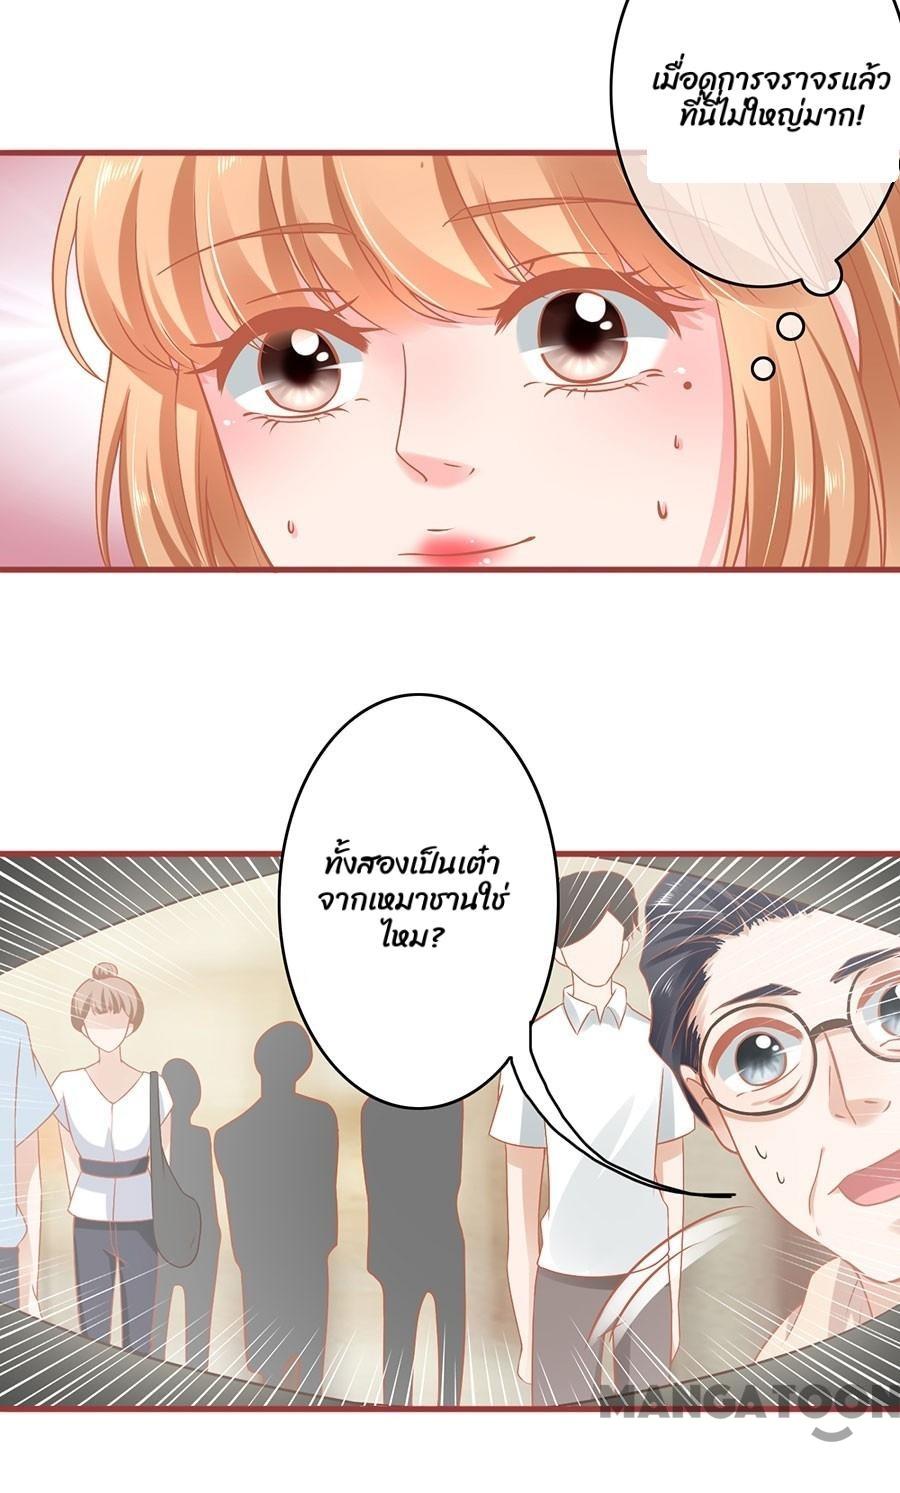 เมื่อดูการจราจรแล้ว
ที่นี่ไม่ใหญ่มาก!
ทั้งสองเป็นเต๋า
จากเหมาชานใช่
ไหม?
MANGATOON